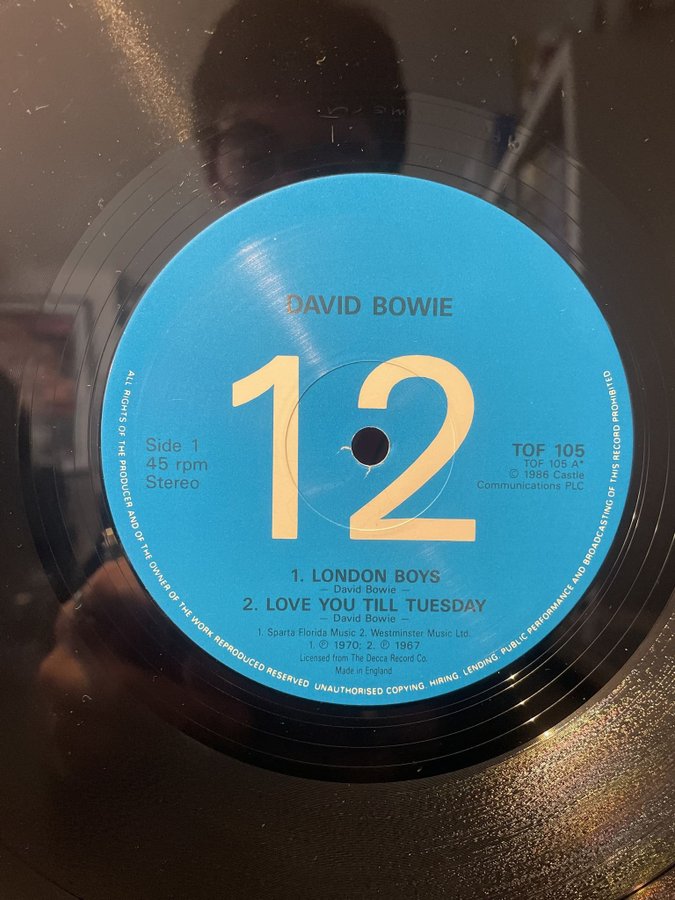 DAVID BOWIE
12
Side 1
45 rpm
Stereo
TOF 105
TOF 105 A*
© 1986 Castle
Communications PLC
1. LONDON BOYS
– David Bowie –
2. LOVE YOU TILL TUESDAY
– David Bowie –
1. Sparta Florida Music 2. Westminster Music Ltd.
1. ℗ 1970; 2. ℗ 1967
Licensed from The Decca Record Co.
Made in England
ALL RIGHTS OF THE PRODUCER AND OF THE OWNER OF THE WORK REPRODUCED RESERVED UNAUTHORISED COPYING, HIRING, LENDING, PUBLIC PERFORMANCE AND BROADCASTING OF THIS RECORD PROHIBITED